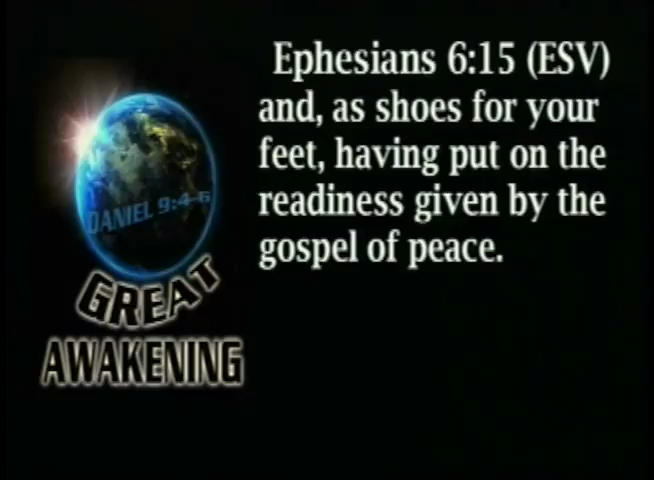 Ephesians 6:15 (ESV)
and, as shoes for your
feet, having put on the
readiness given by the
gospel of peace.
DANIEL 9:4-6
GREAT
AWAKENING